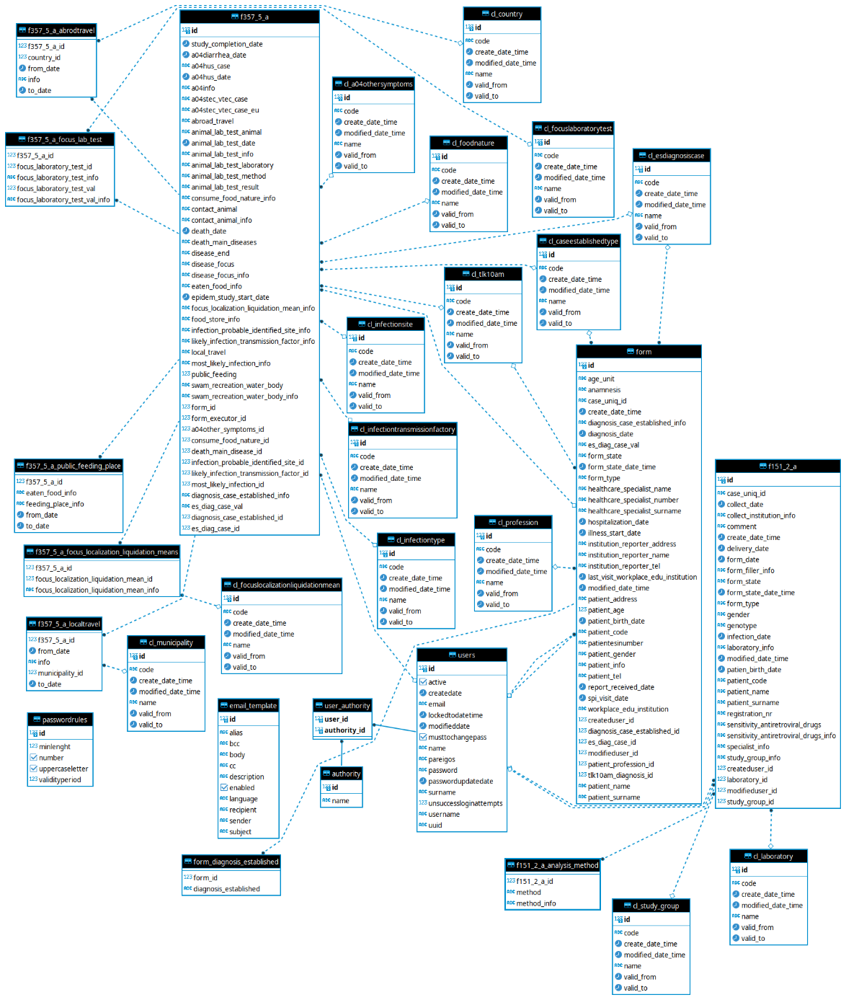 f357_5_a_abrodtravel
f357_5_a_id
country_id
from_date
info
to_date
f357_5_a_focus_lab_test
f357_5_a_id
focus_laboratory_test_id
focus_laboratory_test_info
focus_laboratory_test_val
focus_laboratory_test_val_info
f357_5_a
id
study_completion_date
a04diarrhea_date
a04hus_case
a04hus_date
a04info
a04stec_vtec_case
a04stec_vtec_case_eu
abroad_travel
animal_lab_test_animal
animal_lab_test_date
animal_lab_test_info
animal_lab_test_laboratory
animal_lab_test_method
animal_lab_test_result
consume_food_nature_info
contact_animal
contact_animal_info
death_date
death_main_diseases
disease_end
disease_focus
disease_focus_info
eaten_food_info
epidem_study_start_date
focus_localization_liquidation_mean_info
food_store_info
infection_probable_identified_site_info
likely_infection_transmission_factor_info
local_travel
most_likely_infection_info
public_feeding
swam_recreation_water_body
swam_recreation_water_body_info
form_id
form_executor_id
a04other_symptoms_id
consume_food_nature_id
death_main_disease_id
infection_probable_identified_site_id
likely_infection_transmission_factor_id
most_likely_infection_id
diagnosis_case_established_info
es_diag_case_val
diagnosis_case_established_id
es_diag_case_id
cl_country
id
code
create_date_time
modified_date_time
name
valid_from
valid_to
cl_a04othersymptoms
id
code
create_date_time
modified_date_time
name
valid_from
valid_to
cl_foodnature
id
code
create_date_time
modified_date_time
name
valid_from
valid_to
cl_focuslaboratorytest
id
code
create_date_time
modified_date_time
name
valid_from
valid_to
cl_esdiagnosiscase
id
code
create_date_time
modified_date_time
name
valid_from
valid_to
cl_caseestablishedtype
id
code
create_date_time
modified_date_time
name
valid_from
valid_to
cl_tlk10am
id
code
create_date_time
modified_date_time
name
valid_from
valid_to
cl_infectionsite
id
code
create_date_time
modified_date_time
name
valid_from
valid_to
cl_infectiontransmissionfactory
id
code
create_date_time
modified_date_time
name
valid_from
valid_to
form
id
age_unit
anamnesis
case_uniq_id
create_date_time
diagnosis_case_established_info
diagnosis_date
es_diag_case_val
form_state
form_state_date_time
form_type
healthcare_specialist_name
healthcare_specialist_number
healthcare_specialist_surname
hospitalization_date
illness_start_date
institution_reporter_address
institution_reporter_name
institution_reporter_tel
last_visit_workplace_edu_institution
modified_date_time
patient_address
patient_age
patient_birth_date
patient_code
patientesinumber
patient_gender
patient_info
patient_tel
report_received_date
spi_visit_date
workplace_edu_institution
createduser_id
diagnosis_case_established_id
es_diag_case_id
modifieduser_id
patient_profession_id
tlk10am_diagnosis_id
patient_name
patient_surname
f151_2_a
id
case_uniq_id
collect_date
collect_institution_info
comment
create_date_time
delivery_date
form_date
form_filler_info
form_state
form_state_date_time
form_type
gender
genotype
infection_date
laboratory_info
modified_date_time
patien_birth_date
patient_code
patient_name
patient_surname
registration_nr
sensitivity_antiretroviral_drugs
sensitivity_antiretroviral_drugs_info
specialist_info
study_group_info
createduser_id
laboratory_id
modifieduser_id
study_group_id
f357_5_a_public_feeding_place
f357_5_a_id
eaten_food_info
feeding_place_info
from_date
to_date
f357_5_a_focus_localization_liquidation_means
f357_5_a_id
focus_localization_liquidation_mean_id
focus_localization_liquidation_mean_info
cl_focuslocalizationliquidationmean
id
code
create_date_time
modified_date_time
name
valid_from
valid_to
cl_infectiontype
id
code
create_date_time
modified_date_time
name
valid_from
valid_to
cl_profession
id
code
create_date_time
modified_date_time
name
valid_from
valid_to
f357_5_a_localtravel
f357_5_a_id
from_date
info
municipality_id
to_date
cl_municipality
id
code
create_date_time
modified_date_time
name
valid_from
valid_to
passwordrules
id
minlenght
number
uppercaseletter
validityperiod
email_template
id
alias
bcc
body
cc
description
enabled
language
recipient
sender
subject
user_authority
user_id
authority_id
authority
id
name
users
id
active
createdate
email
lockedtodatetime
modifieddate
musttochangepass
name
pareigos
password
passwordupdatedate
surname
unsuccessloginattempts
username
uuid
form_diagnosis_established
form_id
diagnosis_established
f151_2_a_analysis_method
f151_2_a_id
method
method_info
cl_study_group
id
code
create_date_time
modified_date_time
name
valid_from
valid_to
cl_laboratory
id
code
create_date_time
modified_date_time
name
valid_from
valid_to